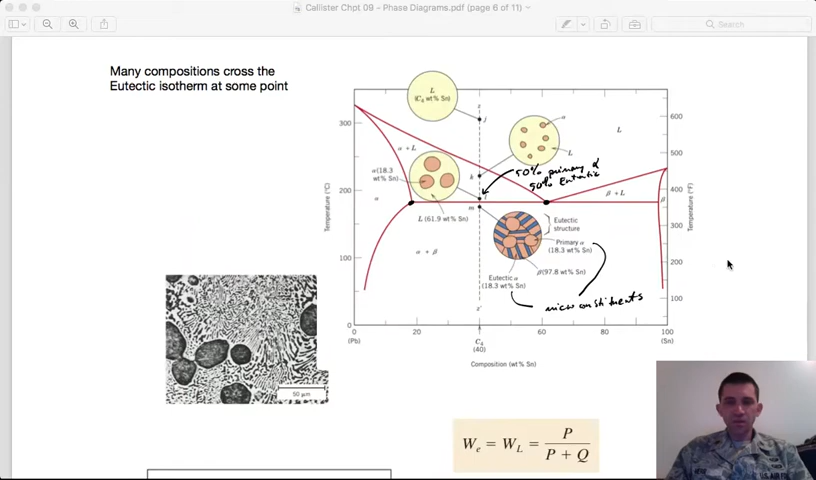 Callister Chpt 09 – Phase Diagrams.pdf (page 6 of 11)
Search
Many compositions cross the
Eutectic isotherm at some point
L
(C4 wt% Sn)
z
j
α
L
L
300
600
α + L
k
50% primary α
50% Eutectic
500
α(18.3
wt% Sn)
200
l
m
400
α
β + L
β
L (61.9 wt% Sn)
300
Temperature (°C)
Temperature (°F)
Eutectic
structure
Primary α
(18.3 wt% Sn)
α + β
100
200
β(97.8 wt% Sn)
Eutectic α
(18.3 wt% Sn)
microconstituents
100
z'
0
0
20
60
80
100
(Pb)
C4
(40)
(Sn)
Composition (wt% Sn)
50 μm
We = WL = P / P + Q
U.S. AIR